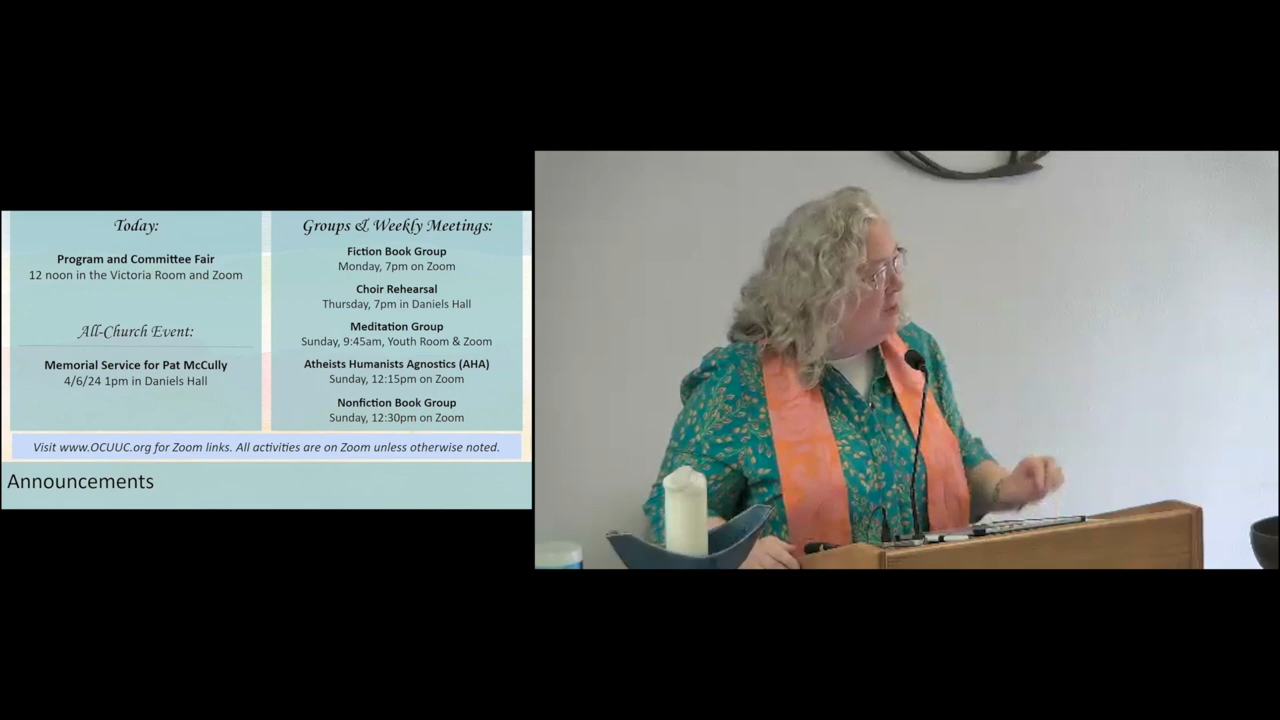 Today:
Program and Committee Fair
12 noon in the Victoria Room and Zoom
All-Church Event:
Memorial Service for Pat McCully
4/6/24 1pm in Daniels Hall
Groups & Weekly Meetings:
Fiction Book Group
Monday, 7pm on Zoom
Choir Rehearsal
Thursday, 7pm in Daniels Hall
Meditation Group
Sunday, 9:45am, Youth Room & Zoom
Atheists Humanists Agnostics (AHA)
Sunday, 12:15pm on Zoom
Nonfiction Book Group
Sunday, 12:30pm on Zoom
Visit www.OCUUC.org for Zoom links. All activities are on Zoom unless otherwise noted.
Announcements